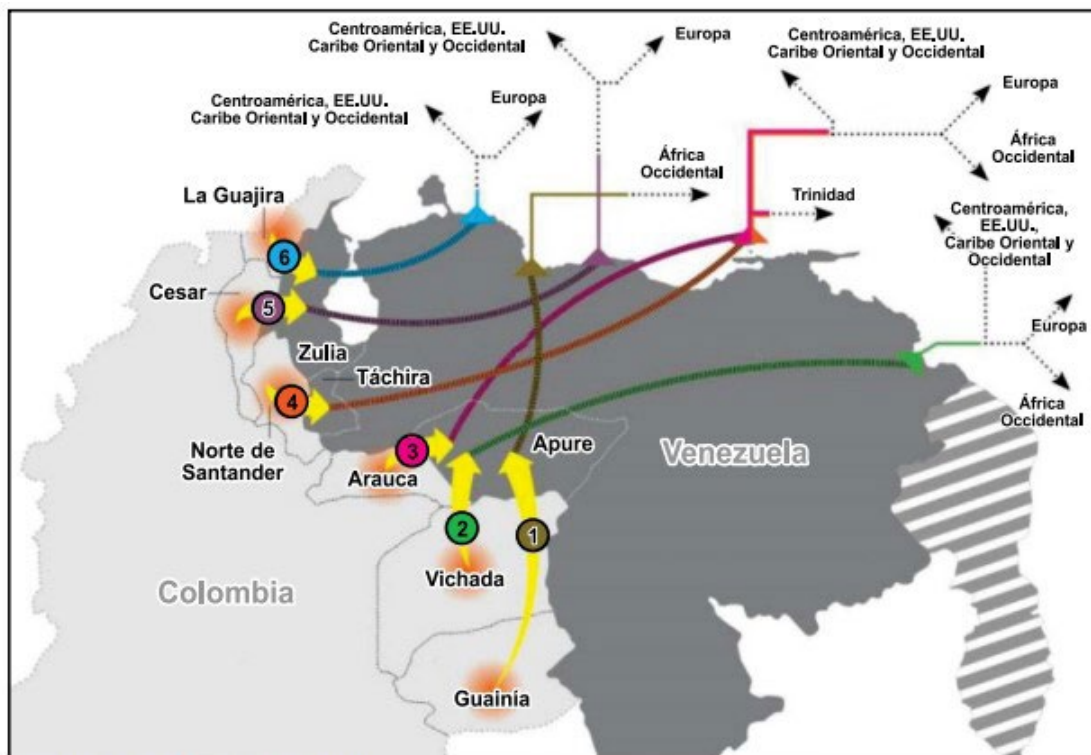 Centroamérica, EE.UU.
Caribe Oriental y Occidental
Europa
Centroamérica, EE.UU.
Caribe Oriental y Occidental
Europa
África
Occidental
Centroamérica, EE.UU.
Caribe Oriental y Occidental
Europa
África
Occidental
Trinidad
Centroamérica,
EE.UU.,
Caribe Oriental y
Occidental
Europa
África
Occidental
La Guajira
6
Cesar
5
Zulia
Táchira
4
Norte de
Santander
3
Arauca
Apure
Venezuela
2
1
Vichada
Colombia
Guainía